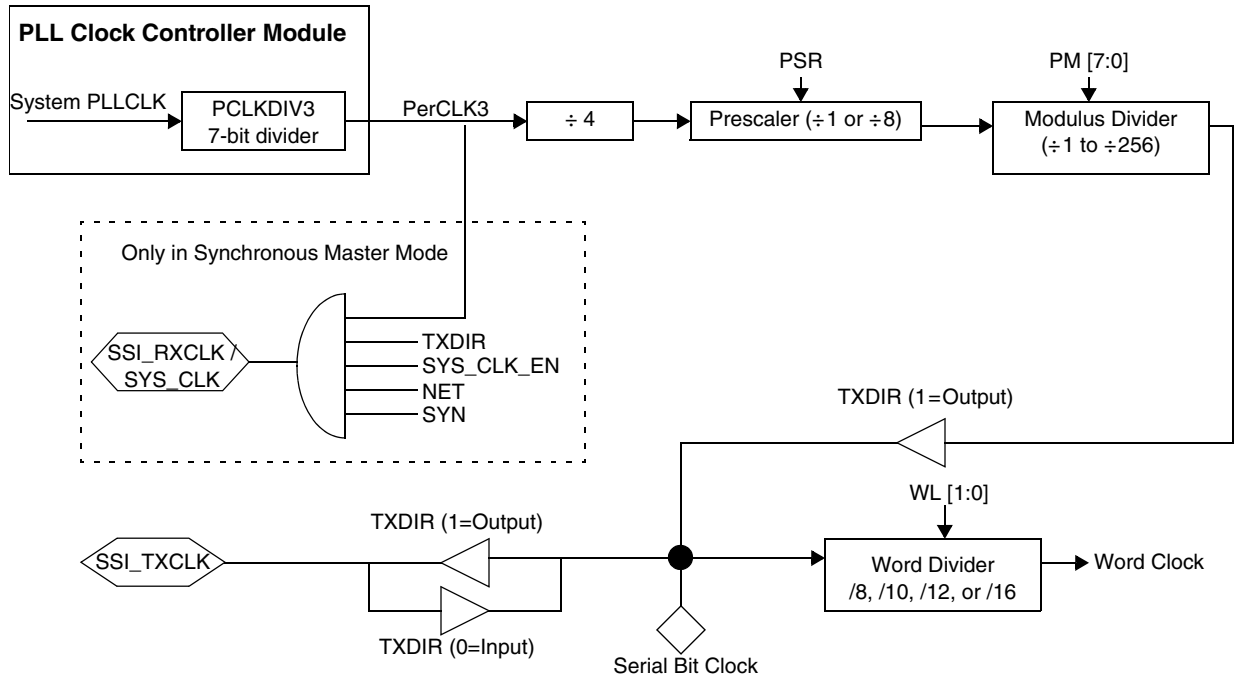 PLL Clock Controller Module
System PLLCLK
PCLKDIV3
7-bit divider
PerCLK3
÷ 4
PSR
Prescaler (÷1 or ÷8)
PM [7:0]
Modulus Divider
(÷1 to ÷256)
Only in Synchronous Master Mode
SSI_RXCLK /
SYS_CLK
TXDIR
SYS_CLK_EN
NET
SYN
TXDIR (1=Output)
WL [1:0]
TXDIR (1=Output)
SSI_TXCLK
Word Divider
/8, /10, /12, or /16
Word Clock
TXDIR (0=Input)
Serial Bit Clock